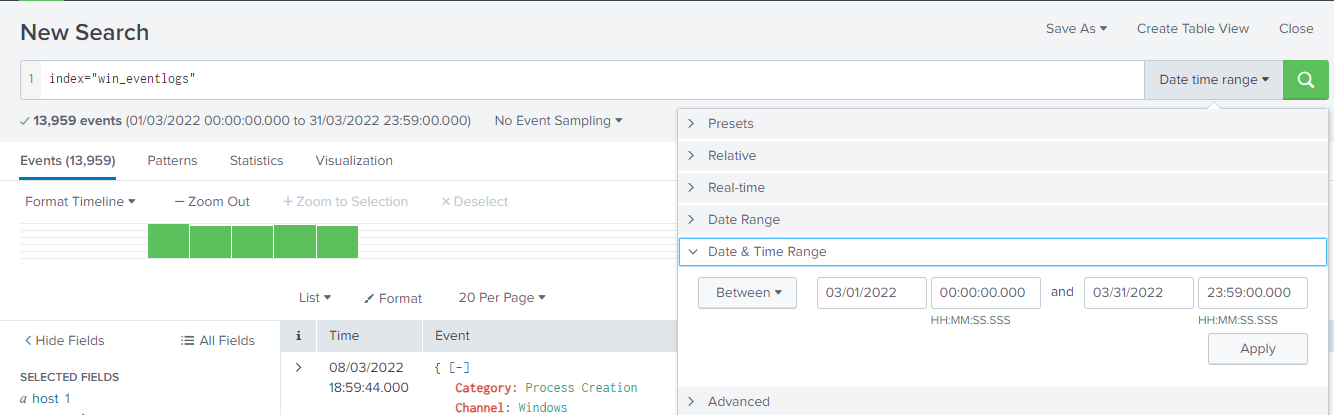 New Search
Save As ▾ Create Table View Close
1 index="win_eventlogs"
Date time range ▾
✓ 13,959 events (01/03/2022 00:00:00.000 to 31/03/2022 23:59:00.000) No Event Sampling ▾
Events (13,959) Patterns Statistics Visualization
Format Timeline ▾ — Zoom Out + Zoom to Selection × Deselect
> Presets
> Relative
> Real-time
> Date Range
Date & Time Range
Between ▾ 03/01/2022 00:00:00.000 and 03/31/2022 23:59:00.000
HH:MM:SS.SSS HH:MM:SS.SSS
Apply
> Advanced
List ▾ Format 20 Per Page ▾
< Hide Fields All Fields
SELECTED FIELDS
a host 1
i Time Event
> 08/03/2022 { [-]
18:59:44.000 Category: Process Creation
Channel: Windows